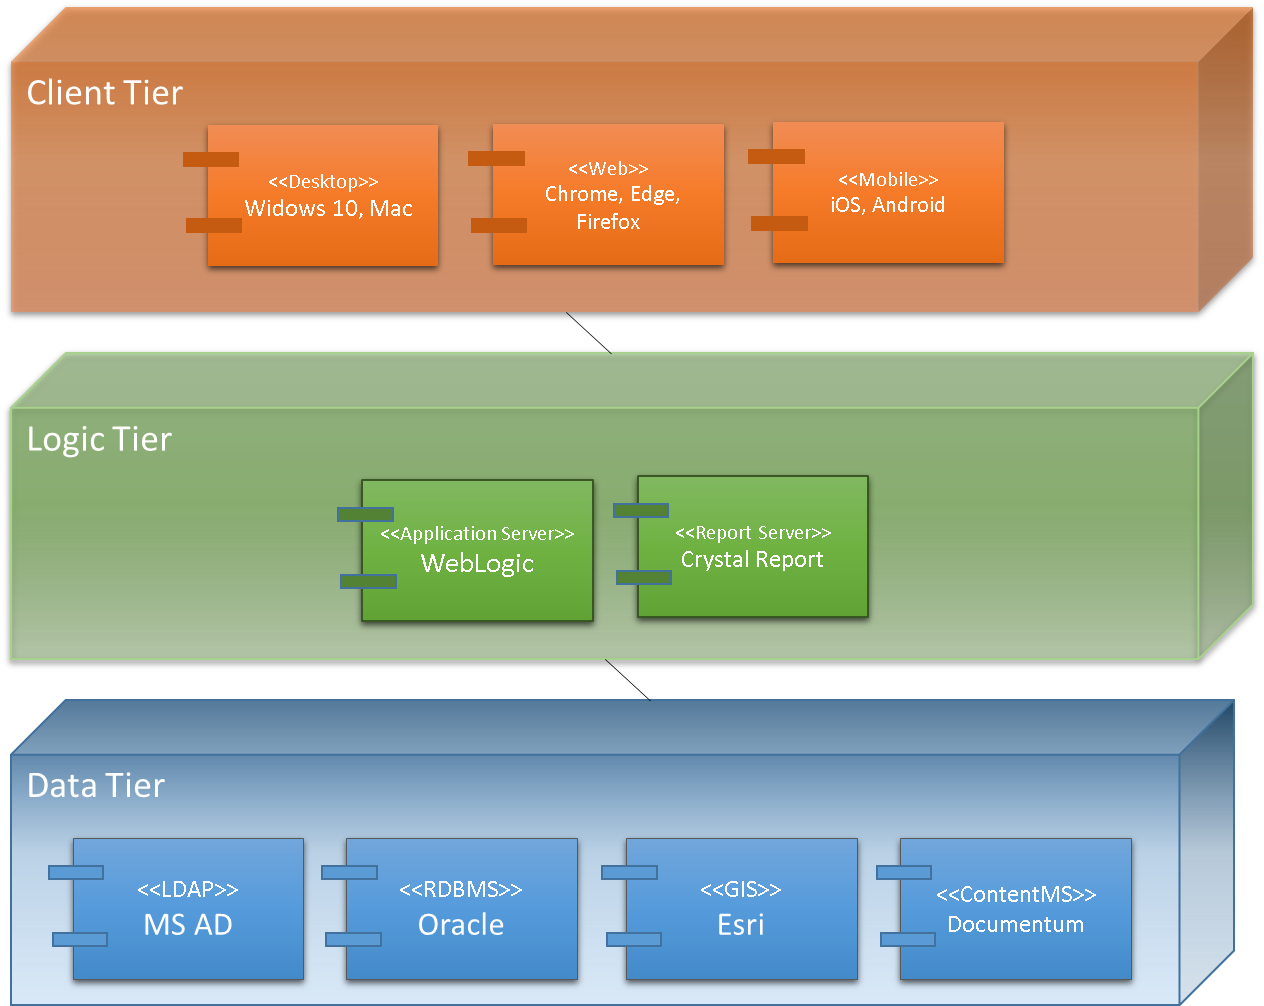 Client Tier
<<Desktop>>
Widows 10, Mac
<<Web>>
Chrome, Edge,
Firefox
<<Mobile>>
iOS, Android
Logic Tier
<<Application Server>>
WebLogic
<<Report Server>>
Crystal Report
Data Tier
<<LDAP>>
MS AD
<<RDBMS>>
Oracle
<<GIS>>
Esri
<<ContentMS>>
Documentum